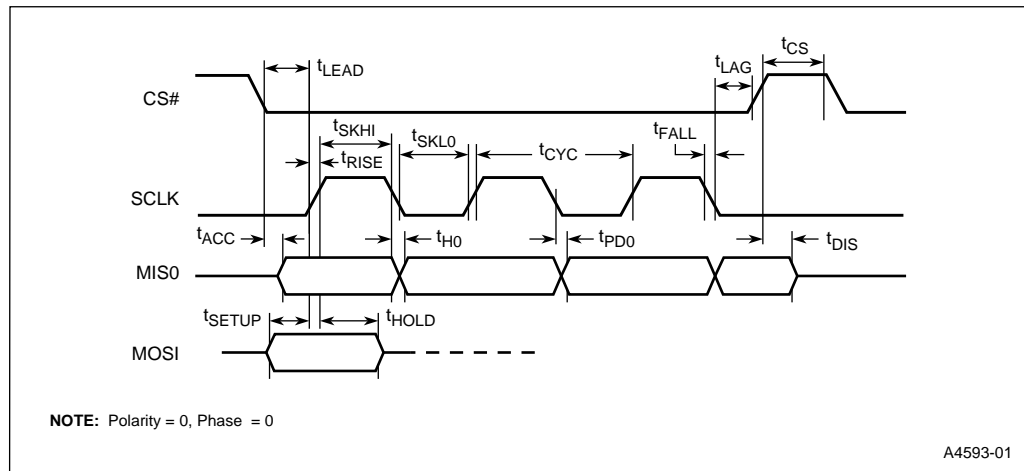 tCS
tLEAD
tLAG
CS#
tSKHI
tSKL0
tFALL
tCYC
tRISE
SCLK
tACC
tH0
tPD0
tDIS
MIS0
tSETUP
tHOLD
MOSI
NOTE: Polarity = 0, Phase = 0
A4593-01